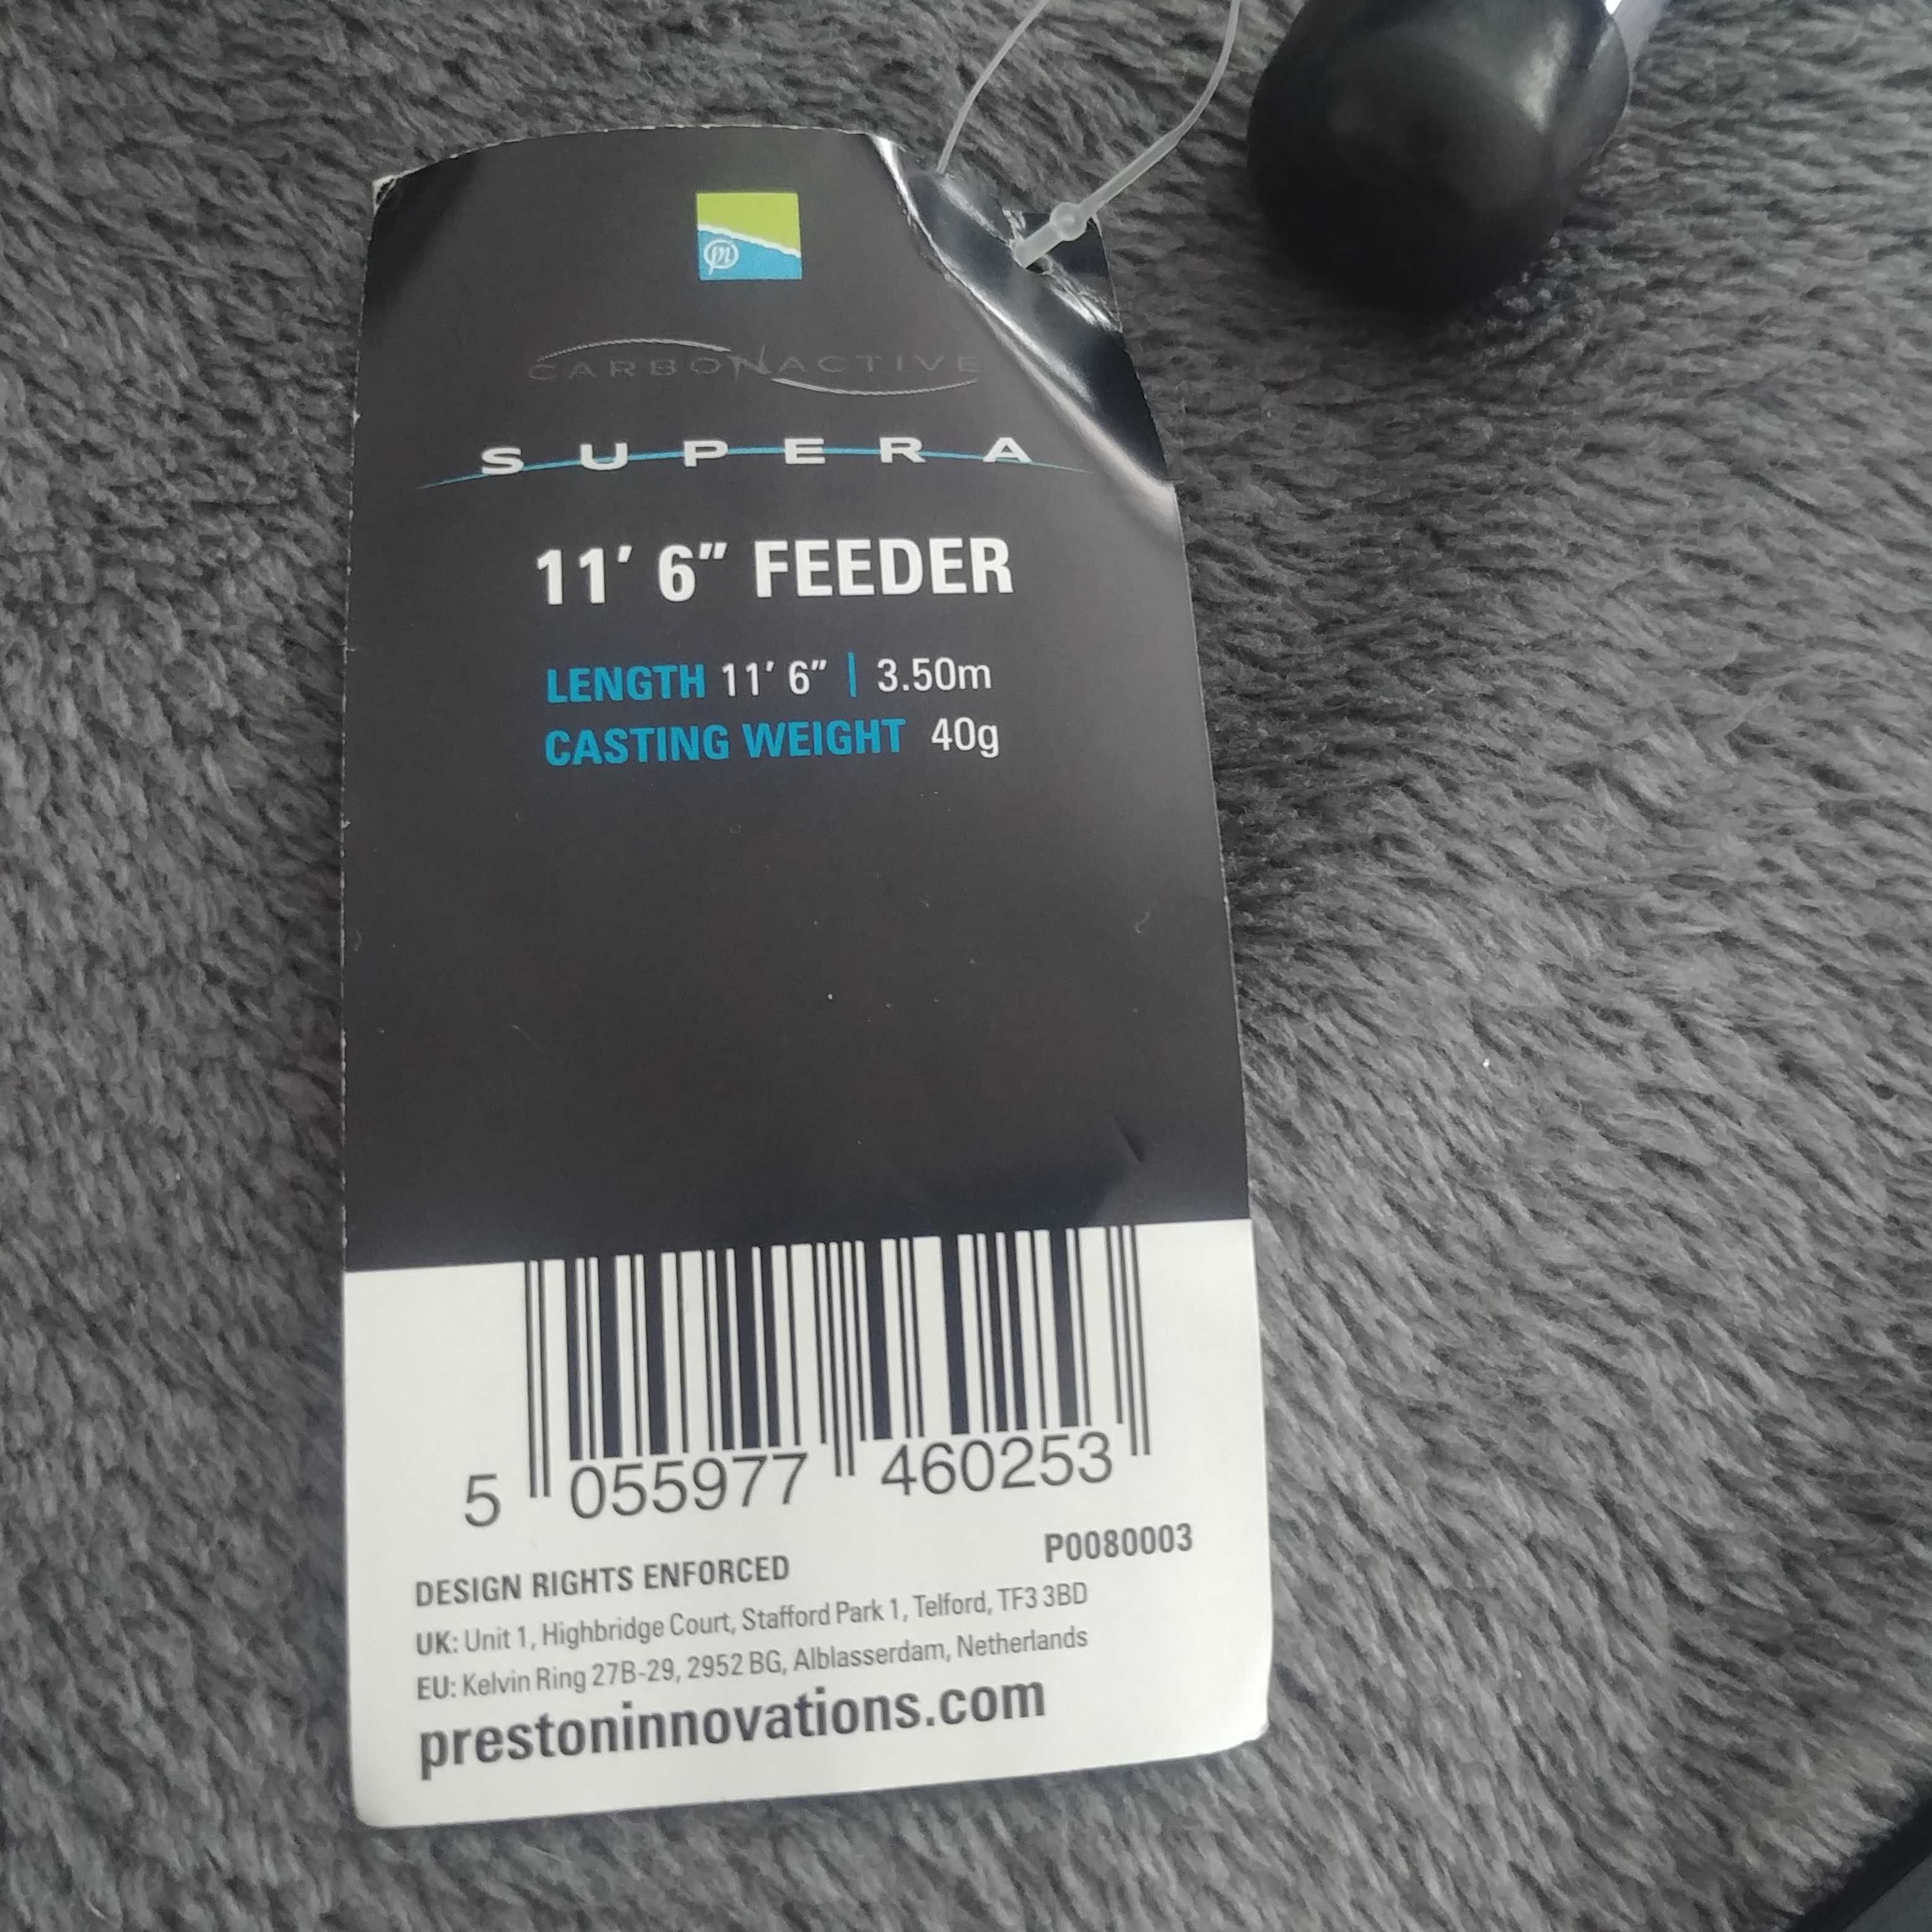 pi
CARBONACTIVE
SUPERA
11' 6" FEEDER
LENGTH 11' 6" | 3.50m
CASTING WEIGHT 40g
5 055977 460253
P0080003
DESIGN RIGHTS ENFORCED
UK: Unit 1, Highbridge Court, Stafford Park 1, Telford, TF3 3BD
EU: Kelvin Ring 27B-29, 2952 BG, Alblasserdam, Netherlands
prestoninnovations.com